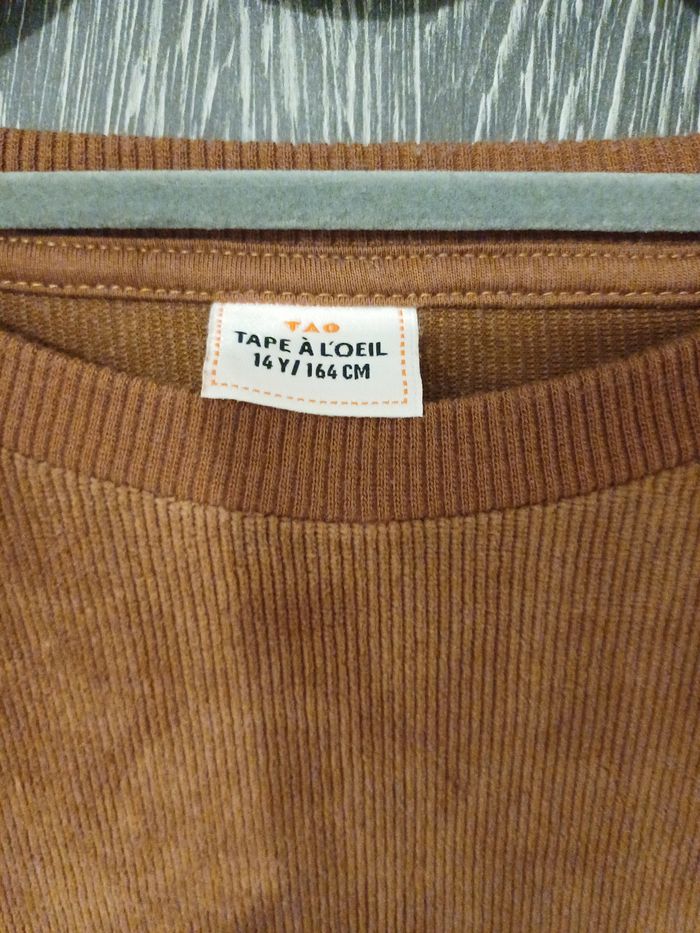 TAO
TAPE À L'OEIL
14 Y/ 164 CM